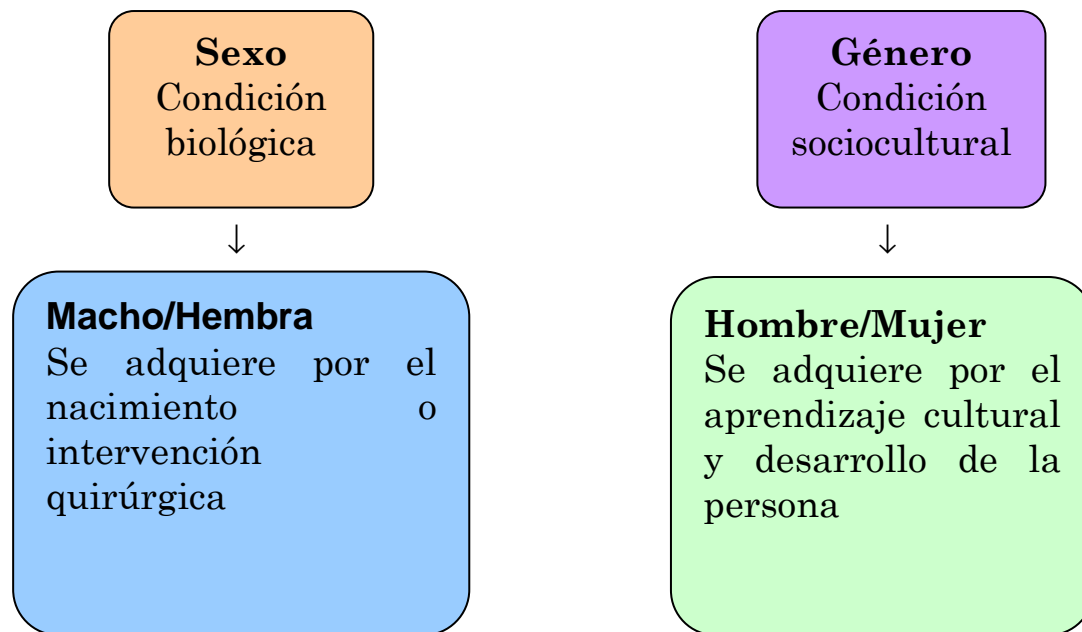 Sexo
Condición
biológica
↓
Macho/Hembra
Se adquiere por el
nacimiento o
intervención
quirúrgica
Género
Condición
sociocultural
↓
Hombre/Mujer
Se adquiere por el
aprendizaje cultural
y desarrollo de la
persona